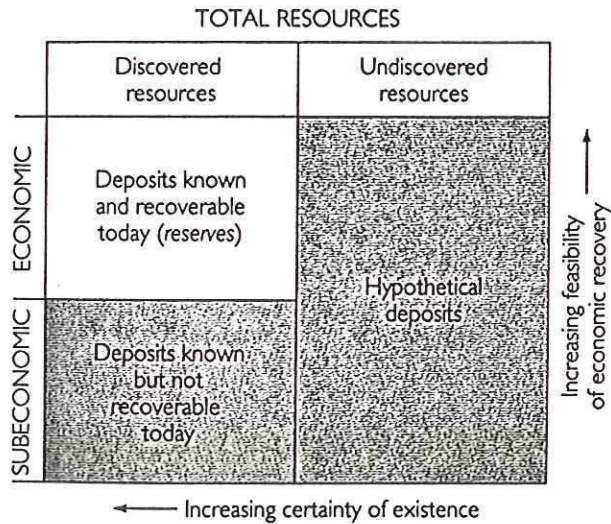 TOTAL RESOURCES
Discovered
resources
Undiscovered
resources
ECONOMIC
Deposits known
and recoverable
today (reserves)
SUBECONOMIC
Deposits known
but not
recoverable
today
Hypothetical
deposits
Increasing feasibility
of economic recovery
Increasing certainty of existence